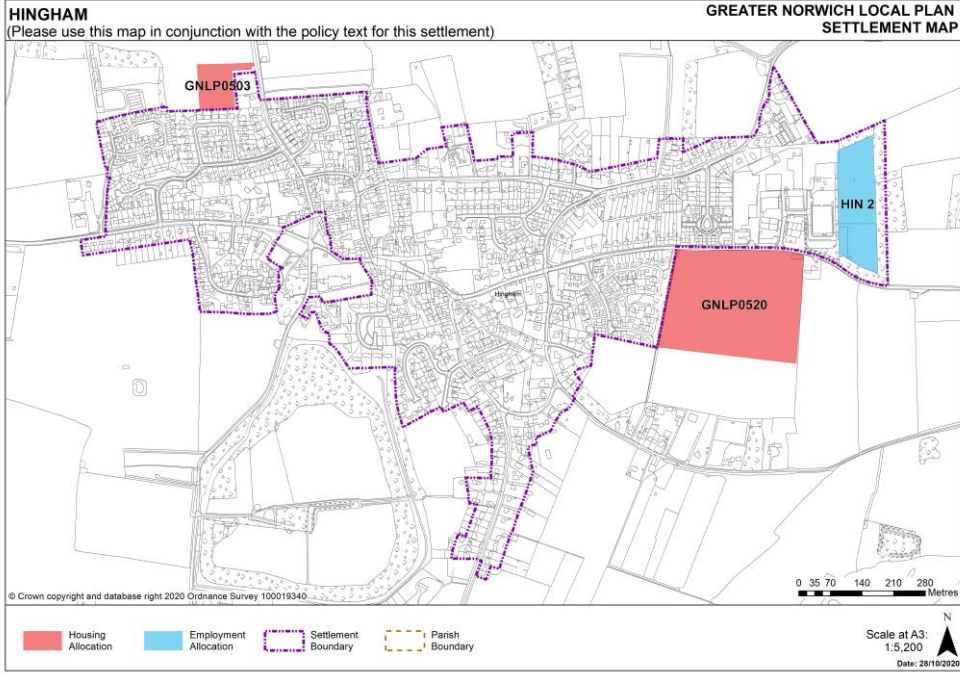 HINGHAM
(Please use this map in conjunction with the policy text for this settlement)
GREATER NORWICH LOCAL PLAN
SETTLEMENT MAP
GNLP0503
HIN 2
Hingham
GNLP0520
© Crown copyright and database right 2020 Ordnance Survey 100019340
0 35 70 140 210 280
Metres
Housing
Allocation
Employment
Allocation
Settlement
Boundary
Parish
Boundary
Scale at A3:
1:5,200
N
Date: 28/10/2020